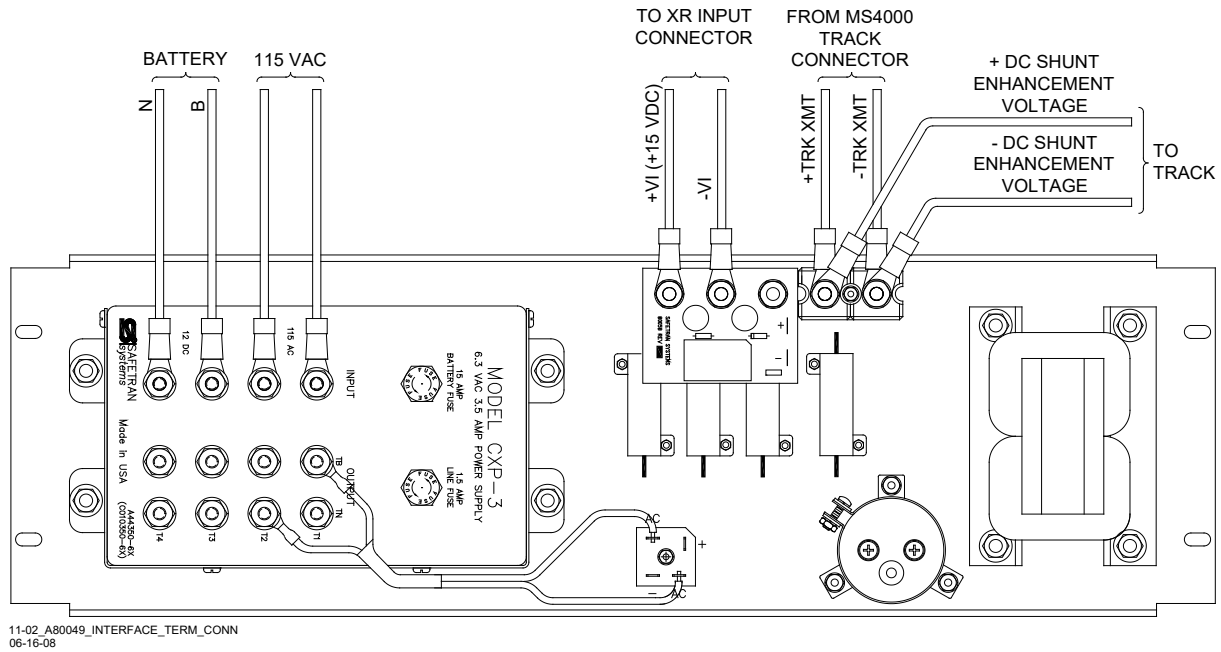 TO XR INPUT
CONNECTOR
FROM MS4000
TRACK
CONNECTOR
BATTERY
115 VAC
+ DC SHUNT
ENHANCEMENT
VOLTAGE
- DC SHUNT
ENHANCEMENT
VOLTAGE
TO
TRACK
N
B
+VI (+15 VDC)
-VI
+TRK XMT
-TRK XMT
SAFETRAN
systems
12 DC
115 AC
INPUT
15 AMP
BATTERY FUSE
MODEL CXP-3
6.3 VAC 3.5 AMP POWER SUPPLY
Made in USA
OUTPUT
TB
TN
1.5 AMP
LINE FUSE
A44350-6X
(C010350-6X)
T4
T3
T2
T1
SAFETRAN SYSTEMS
+
-
AC
+
-
AC
11-02_A80049_INTERFACE_TERM_CONN
06-16-08